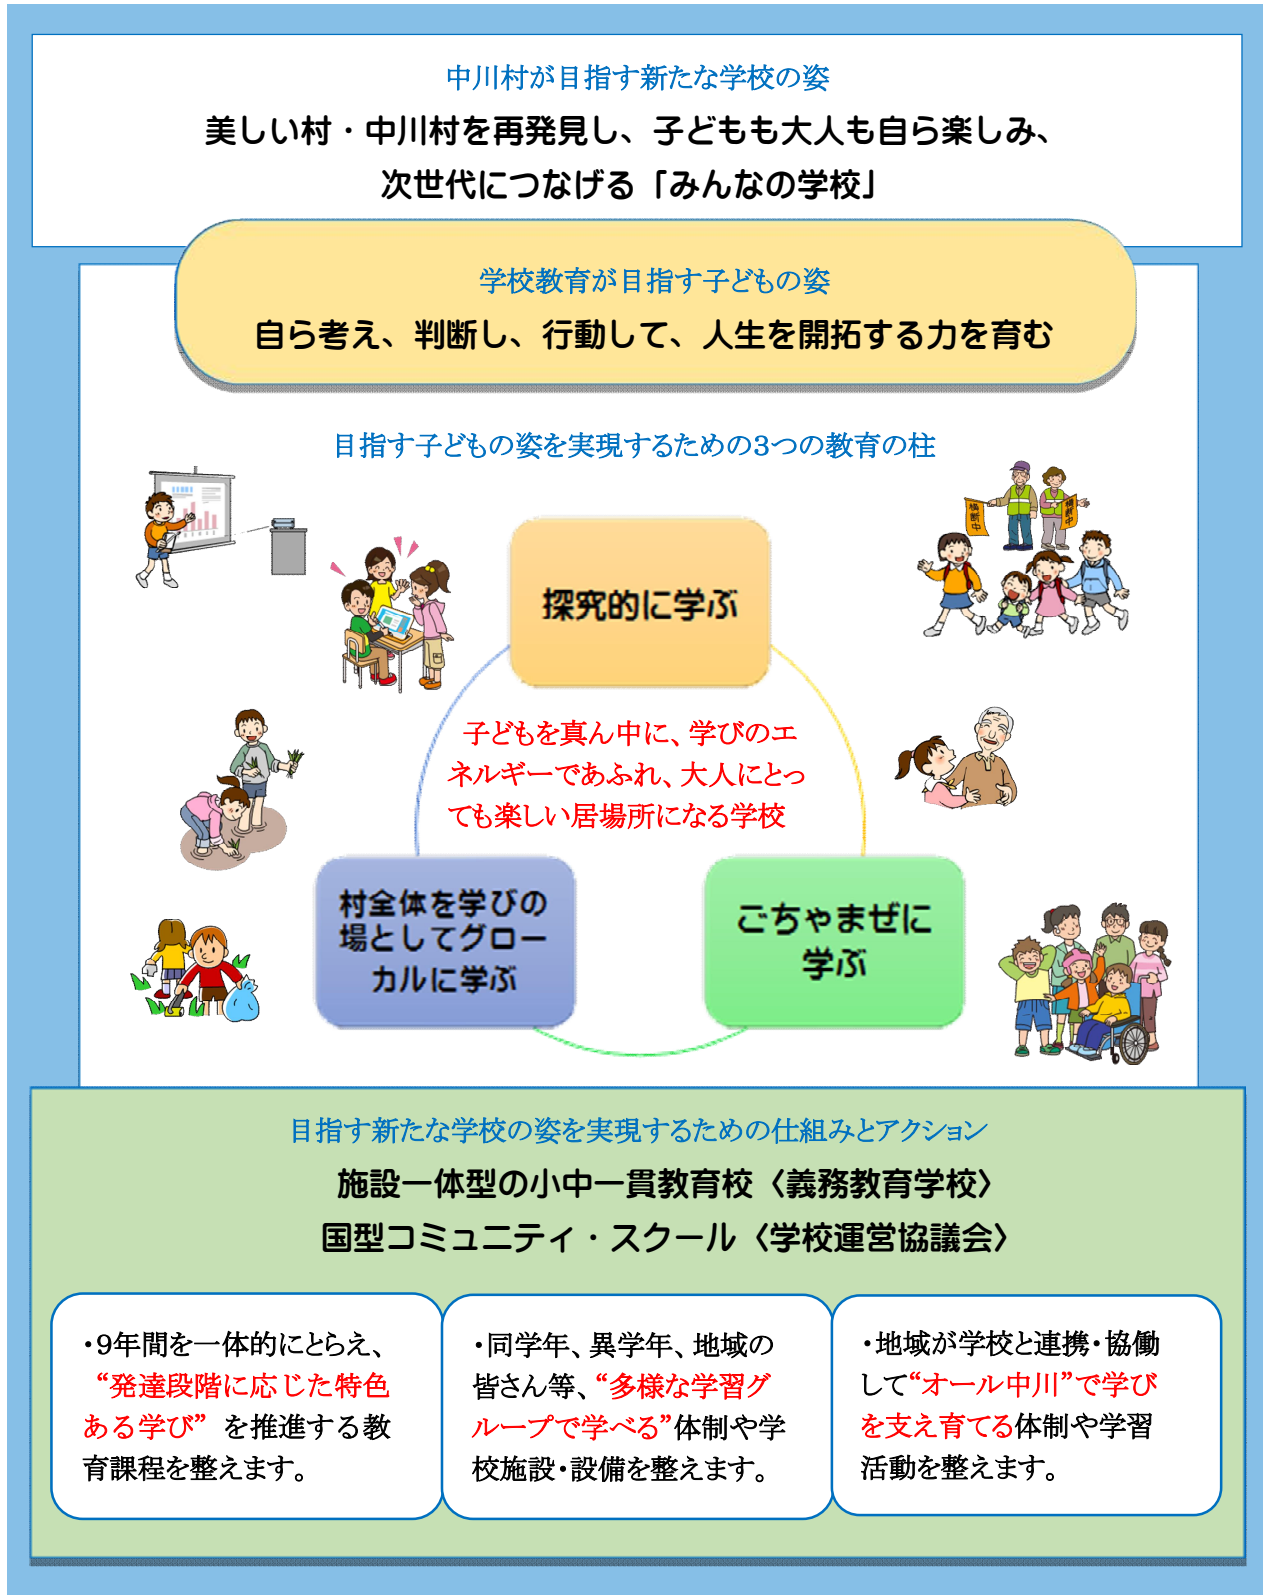 中川村が目指す新たな学校の姿
美しい村・中川村を再発見し、子どもも大人も自ら楽しみ、
次世代につなげる「みんなの学校」
学校教育が目指す子どもの姿
自ら考え、判断し、行動して、人生を開拓する力を育む
目指す子どもの姿を実現するための3つの教育の柱
横断中
横断中
探究的に学ぶ
子どもを真ん中に、学びのエ
ネルギーであふれ、大人にとっ
ても楽しい居場所になる学校
村全体を学びの
場としてグロー
カルに学ぶ
ごちゃまぜに
学ぶ
目指す新たな学校の姿を実現するための仕組みとアクション
施設一体型の小中一貫教育校〈義務教育学校〉
国型コミュニティ・スクール〈学校運営協議会〉
・9年間を一体的にとらえ、
“発達段階に応じた特色
ある学び” を推進する教
育課程を整えます。
・同学年、異学年、地域の
皆さん等、“多様な学習グ
ループで学べる”体制や学
校施設・設備を整えます。
・地域が学校と連携・協働
して“オール中川”で学び
を支え育てる体制や学習
活動を整えます。